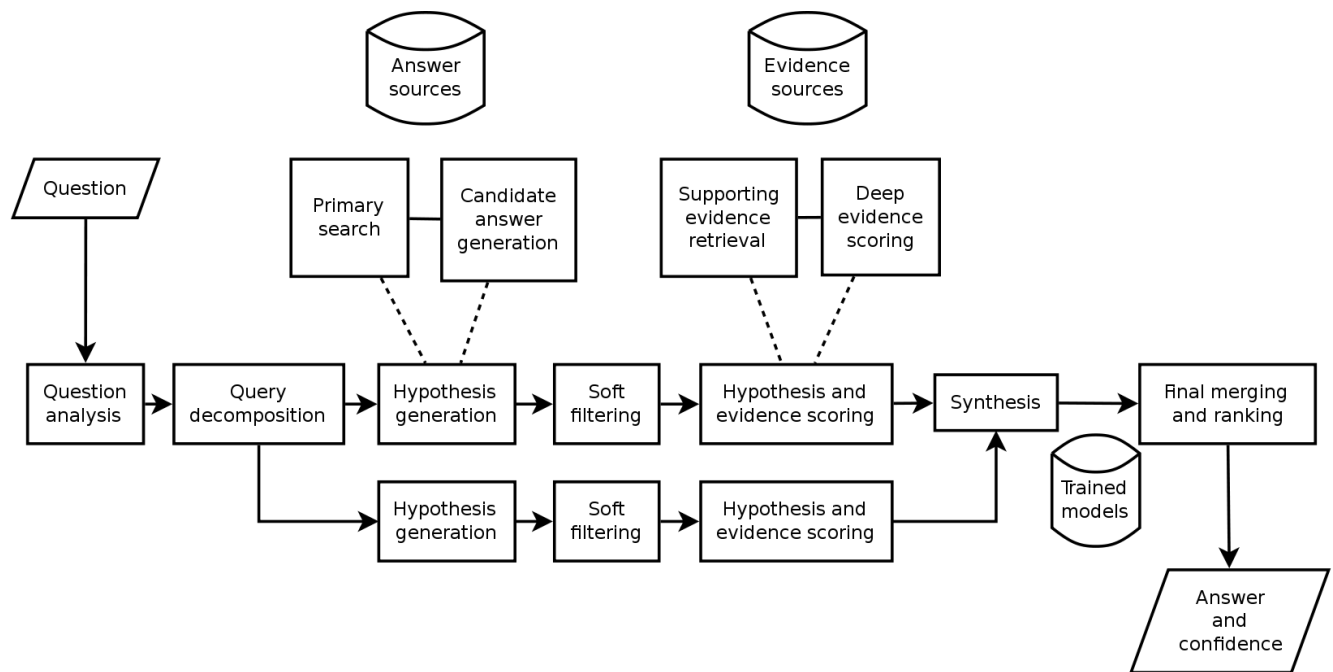 Answer
sources
Evidence
sources
Question
Primary
search
Candidate
answer
generation
Supporting
evidence
retrieval
Deep
evidence
scoring
Question
analysis
Query
decomposition
Hypothesis
generation
Soft
filtering
Hypothesis and
evidence scoring
Synthesis
Final merging
and ranking
Hypothesis
generation
Soft
filtering
Hypothesis and
evidence scoring
Trained
models
Answer
and
confidence